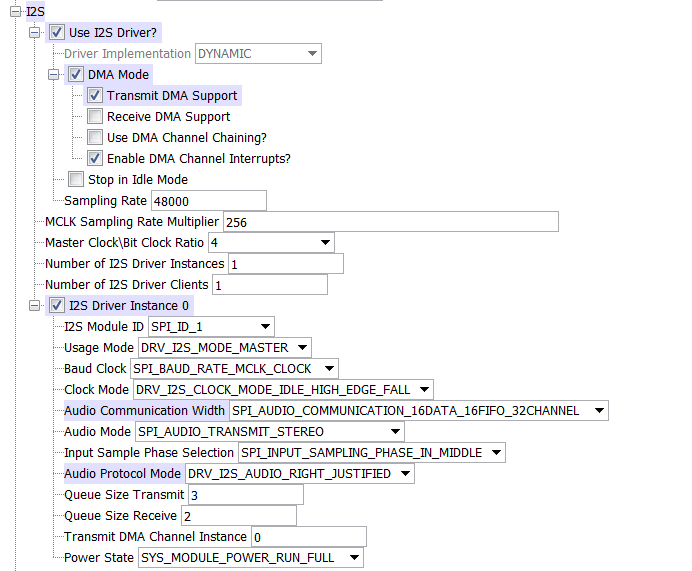 I2S
Use I2S Driver?
Driver Implementation DYNAMIC
DMA Mode
Transmit DMA Support
Receive DMA Support
Use DMA Channel Chaining?
Enable DMA Channel Interrupts?
Stop in Idle Mode
Sampling Rate 48000
MCLK Sampling Rate Multiplier 256
Master Clock\Bit Clock Ratio 4
Number of I2S Driver Instances 1
Number of I2S Driver Clients 1
I2S Driver Instance 0
I2S Module ID SPI_ID_1
Usage Mode DRV_I2S_MODE_MASTER
Baud Clock SPI_BAUD_RATE_MCLK_CLOCK
Clock Mode DRV_I2S_CLOCK_MODE_IDLE_HIGH_EDGE_FALL
Audio Communication Width SPI_AUDIO_COMMUNICATION_16DATA_16FIFO_32CHANNEL
Audio Mode SPI_AUDIO_TRANSMIT_STEREO
Input Sample Phase Selection SPI_INPUT_SAMPLING_PHASE_IN_MIDDLE
Audio Protocol Mode DRV_I2S_AUDIO_RIGHT_JUSTIFIED
Queue Size Transmit 3
Queue Size Receive 2
Transmit DMA Channel Instance 0
Power State SYS_MODULE_POWER_RUN_FULL